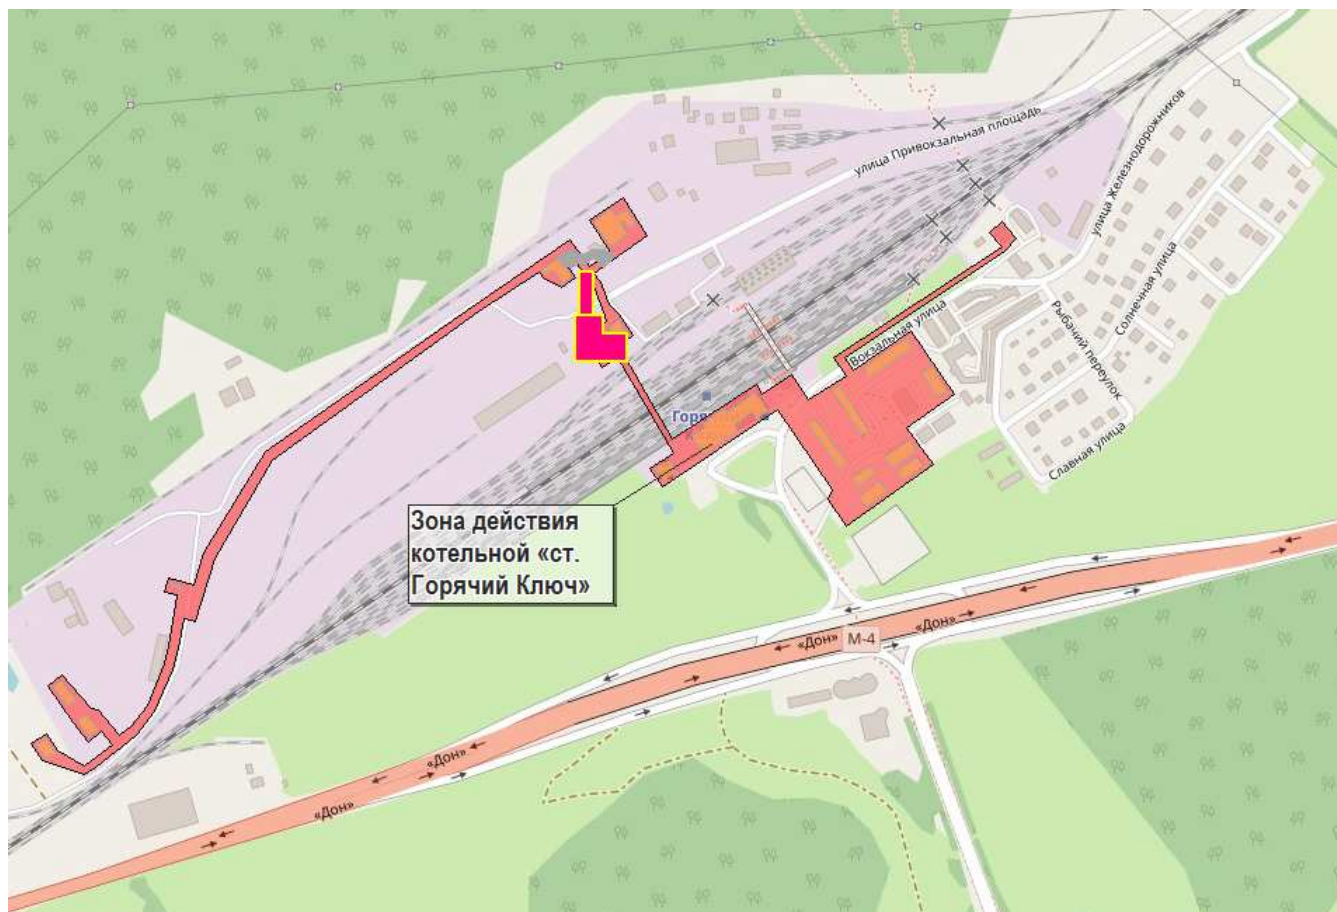 улица Привокзальная площадь
улица Железнодорожников
Солнечная улица
Вокзальная улица
Рыбачий переулок
Славная улица
Зона действия
котельной «ст.
Горячий Ключ»
«Дон»
М-4
«Дон»
«Дон»
«Дон»